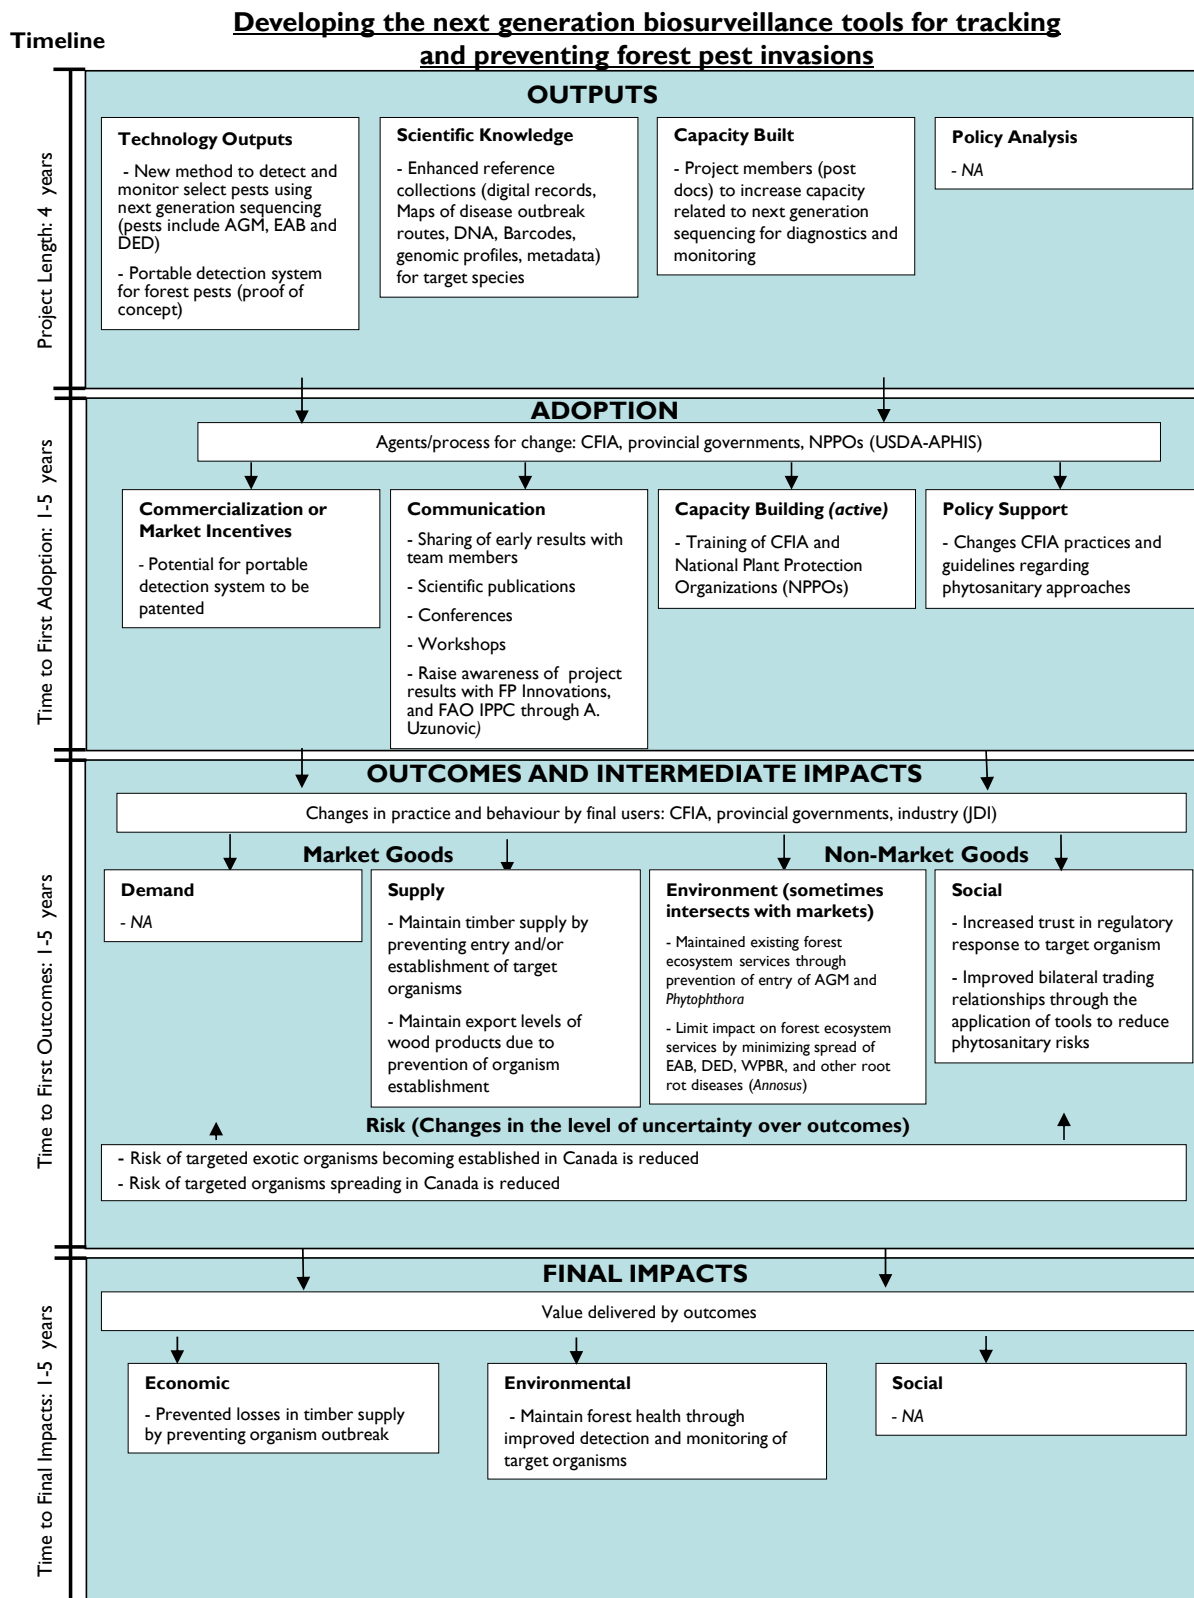 Timeline
Developing the next generation biosurveillance tools for tracking
and preventing forest pest invasions
Project Length: 4 years
OUTPUTS
Technology Outputs
- New method to detect and
monitor select pests using
next generation sequencing
(pests include AGM, EAB and
DED)
- Portable detection system
for forest pests (proof of
concept)
Scientific Knowledge
- Enhanced reference
collections (digital records,
Maps of disease outbreak
routes, DNA, Barcodes,
genomic profiles, metadata)
for target species
Capacity Built
- Project members (post
docs) to increase capacity
related to next generation
sequencing for diagnostics and
monitoring
Policy Analysis
- NA
Time to First Adoption: 1-5 years
ADOPTION
Agents/process for change: CFIA, provincial governments, NPPOs (USDA-APHIS)
Commercialization or
Market Incentives
- Potential for portable
detection system to be
patented
Communication
- Sharing of early results with
team members
- Scientific publications
- Conferences
- Workshops
- Raise awareness of project
results with FP Innovations,
and FAO IPPC through A.
Uzunovic)
Capacity Building (active)
- Training of CFIA and
National Plant Protection
Organizations (NPPOs)
Policy Support
- Changes CFIA practices and
guidelines regarding
phytosanitary approaches
Time to First Outcomes: 1-5 years
OUTCOMES AND INTERMEDIATE IMPACTS
Changes in practice and behaviour by final users: CFIA, provincial governments, industry (JDI)
Market Goods
Non-Market Goods
Demand
- NA
Supply
- Maintain timber supply by
preventing entry and/or
establishment of target
organisms
- Maintain export levels of
wood products due to
prevention of organism
establishment
Environment (sometimes
intersects with markets)
- Maintained existing forest
ecosystem services through
prevention of entry of AGM and
Phytophthora
- Limit impact on forest ecosystem
services by minimizing spread of
EAB, DED, WPBR, and other root
rot diseases (Annosus)
Social
- Increased trust in regulatory
response to target organism
- Improved bilateral trading
relationships through the
application of tools to reduce
phytosanitary risks
Risk (Changes in the level of uncertainty over outcomes)
- Risk of targeted exotic organisms becoming established in Canada is reduced
- Risk of targeted organisms spreading in Canada is reduced
Time to Final Impacts: 1-5 years
FINAL IMPACTS
Value delivered by outcomes
Economic
- Prevented losses in timber supply
by preventing organism outbreak
Environmental
- Maintain forest health through
improved detection and monitoring of
target organisms
Social
- NA